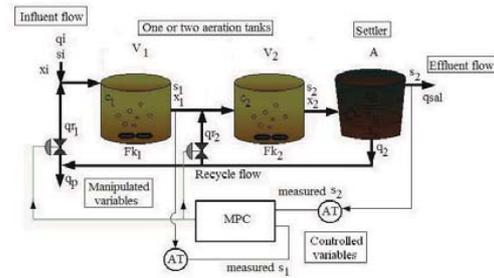 Influent flow
One or two aeration tanks
Settler
qi
si
xi
V1
V2
A
Effluent flow
s2
qsal
c1
s1
x1
c2
s2
x2
qr1
qr2
q2
Fk1
Fk2
qp
Recycle flow
Manipulated
variables
measured s2
MPC
AT
Controlled
variables
AT
measured s1